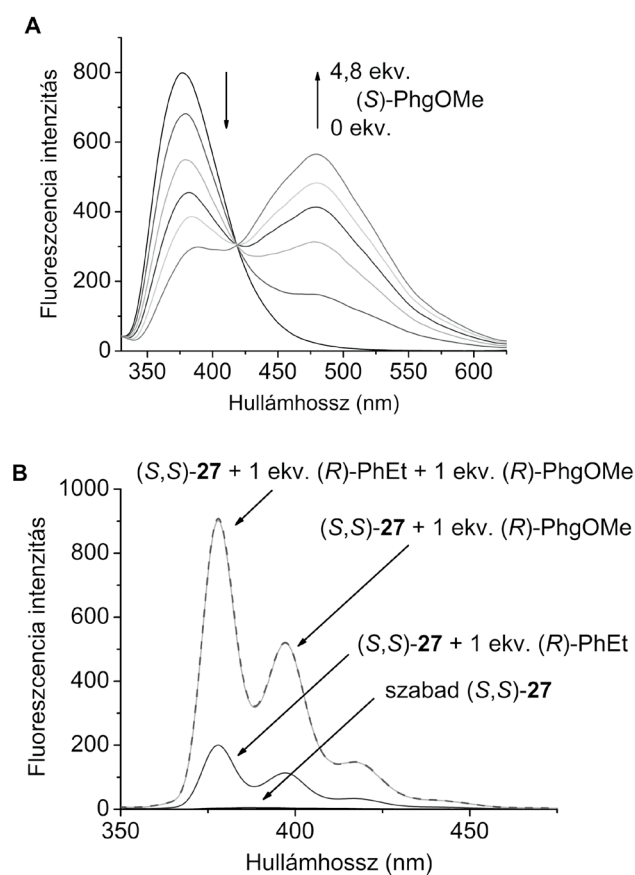 A
800
600
400
200
0
Fluoreszcencia intenzitás
4,8 ekv.
(S)-PhgOMe
0 ekv.
350 400 450 500 550 600
Hullámhossz (nm)
B
(S,S)-27 + 1 ekv. (R)-PhEt + 1 ekv. (R)-PhgOMe
(S,S)-27 + 1 ekv. (R)-PhgOMe
(S,S)-27 + 1 ekv. (R)-PhEt
szabad (S,S)-27
1000
800
600
400
200
0
Fluoreszcencia intenzitás
350 400 450
Hullámhossz (nm)